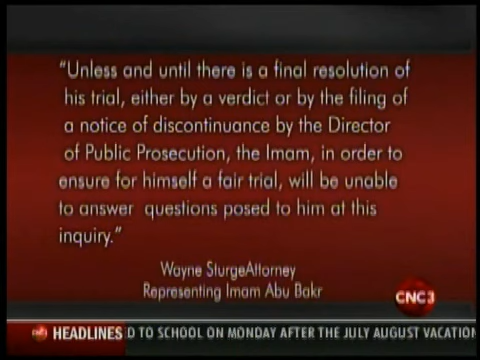 “Unless and until there is a final resolution of
his trial, either by a verdict or by the filing of
a notice of discontinuance by the Director
of Public Prosecution, the Imam, in order to
ensure for himself a fair trial, will be unable
to answer questions posed to him at this
inquiry.”
Wayne SturgeAttorney
Representing Imam Abu Bakr
CNC3
CNC3 HEADLINES D TO SCHOOL ON MONDAY AFTER THE JULY AUGUST VACATION